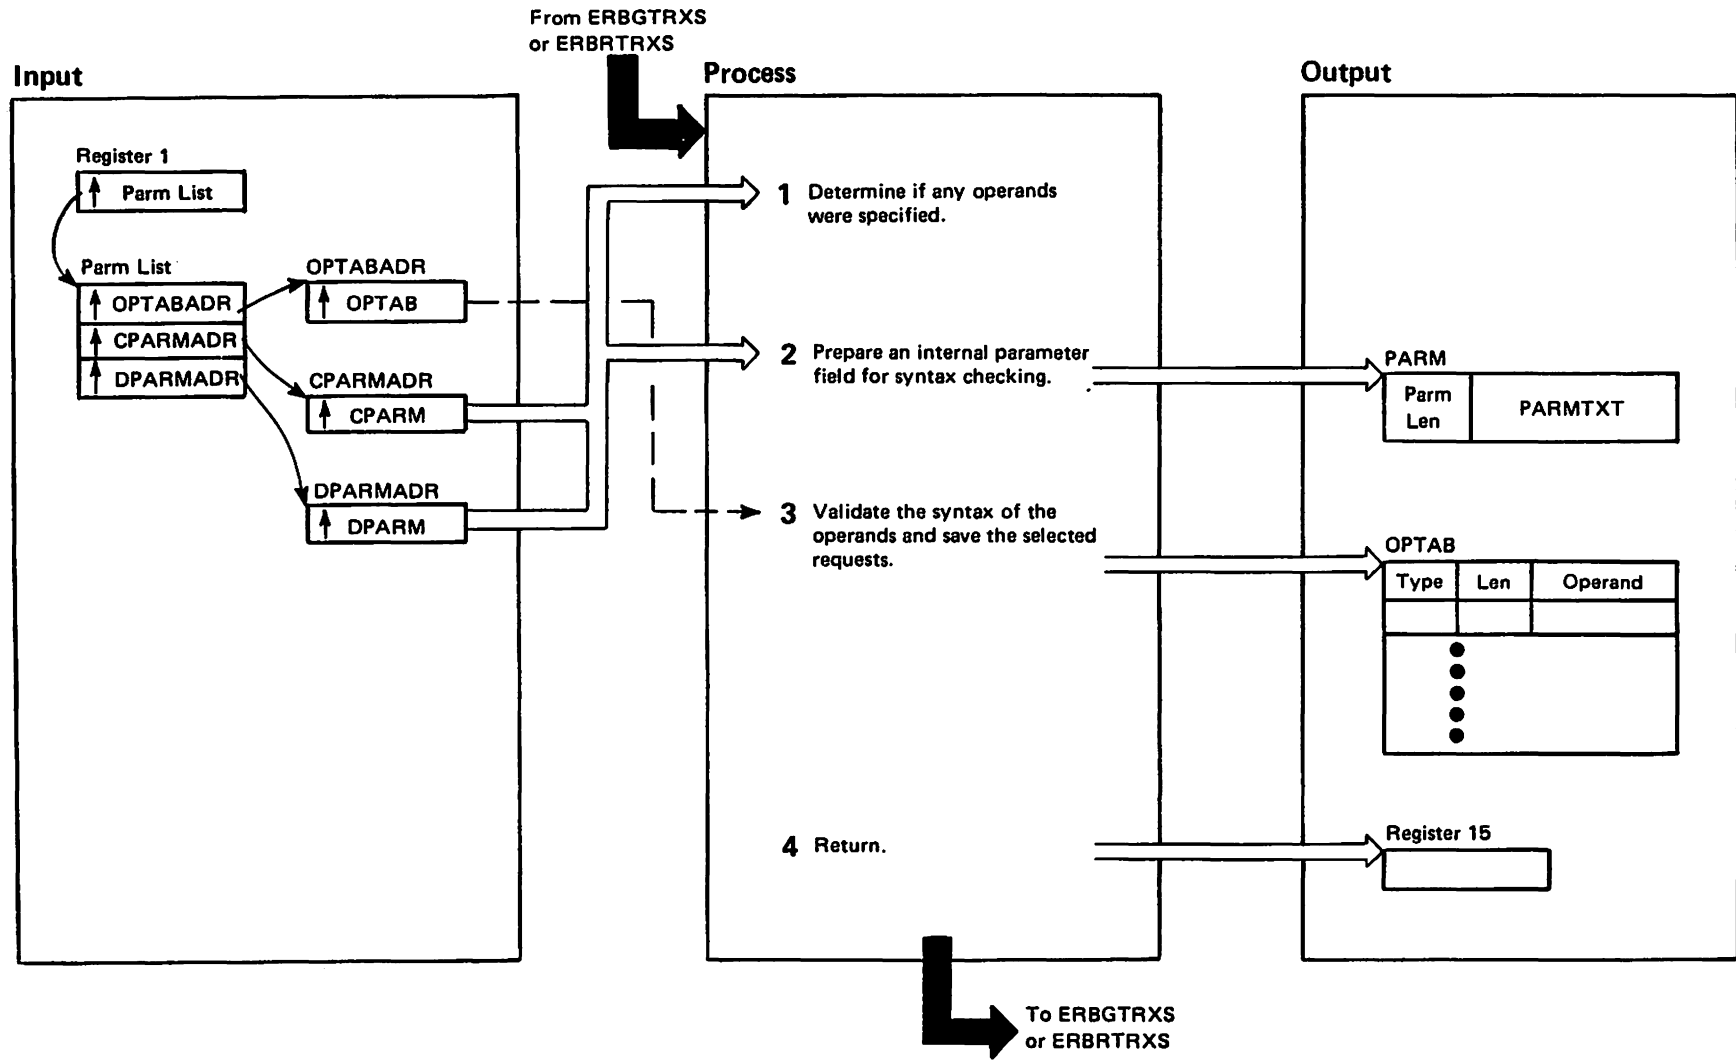 From ERBGTRXS
or ERBRTRXS
Input
Process
Output
Register 1
Parm List
Parm List
OPTABADR
CPARMADR
DPARMADR
OPTABADR
OPTAB
CPARMADR
CPARM
DPARMADR
DPARM
1 Determine if any operands
were specified.
2 Prepare an internal parameter
field for syntax checking.
3 Validate the syntax of the
operands and save the selected
requests.
4 Return.
PARM
Parm
Len
PARMTXT
OPTAB
Type Len Operand
Register 15
To ERBGTRXS
or ERBRTRXS